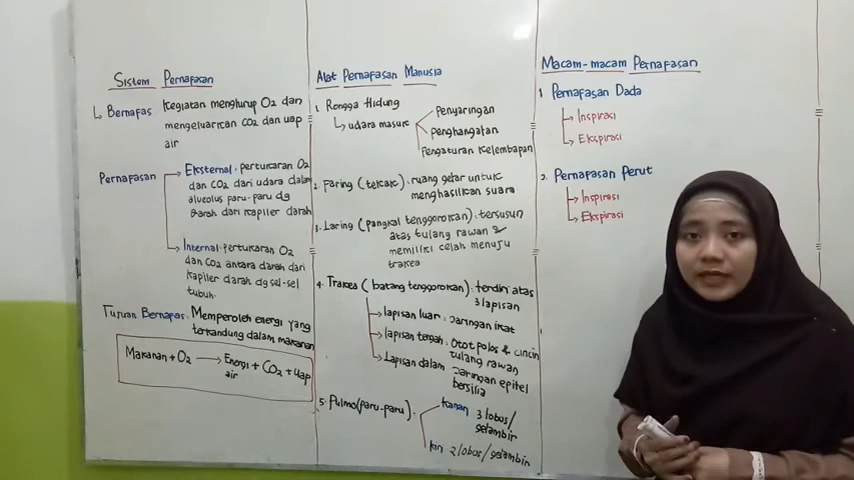 Sistem Pernafasan
↳ Bernafas Kegiatan menghirup O2 dan
mengeluarkan CO2 dan uap
air
Pernapasan → Eksternal : pertukaran O2
dan CO2 dari udara dalam
alveolus paru-paru dg
darah dari kapiler darah
→ Internal : pertukaran O2
dan CO2 antara darah dari
kapiler darah dg sel-sel
tubuh.
Tujuan Bernapas : Memperoleh energi yang
terkandung dalam makanan
Makanan + O2 → Energi + CO2 + uap
air
Alat Pernafasan Manusia
1. Rongga Hidung
↳ udara masuk
Penyaringan
Penghangatan
Pengaturan Kelembapan
2. Faring (tekak) : ruang getar untuk
menghasilkan suara
3. Laring (pangkal tenggorokan) : tersusun
atas tulang rawan &
memiliki celah menuju
trakea
4. Trakea (batang tenggorokan) : terdiri atas
3 lapisan
→ lapisan luar : Jaringan ikat
→ lapisan tengah : Otot polos & cincin
tulang rawan
→ Lapisan dalam : Jaringan epitel
bersilia
5. Pulmo (paru-paru).
kanan 3 lobus/
gelambir
kiri 2 lobus/gelambir
Macam-macam Pernafasan
1 Pernafasan Dada
→ Inspirasi
→ Ekspirasi
2. Pernapasan Perut
→ Inspirasi
→ Ekspirasi